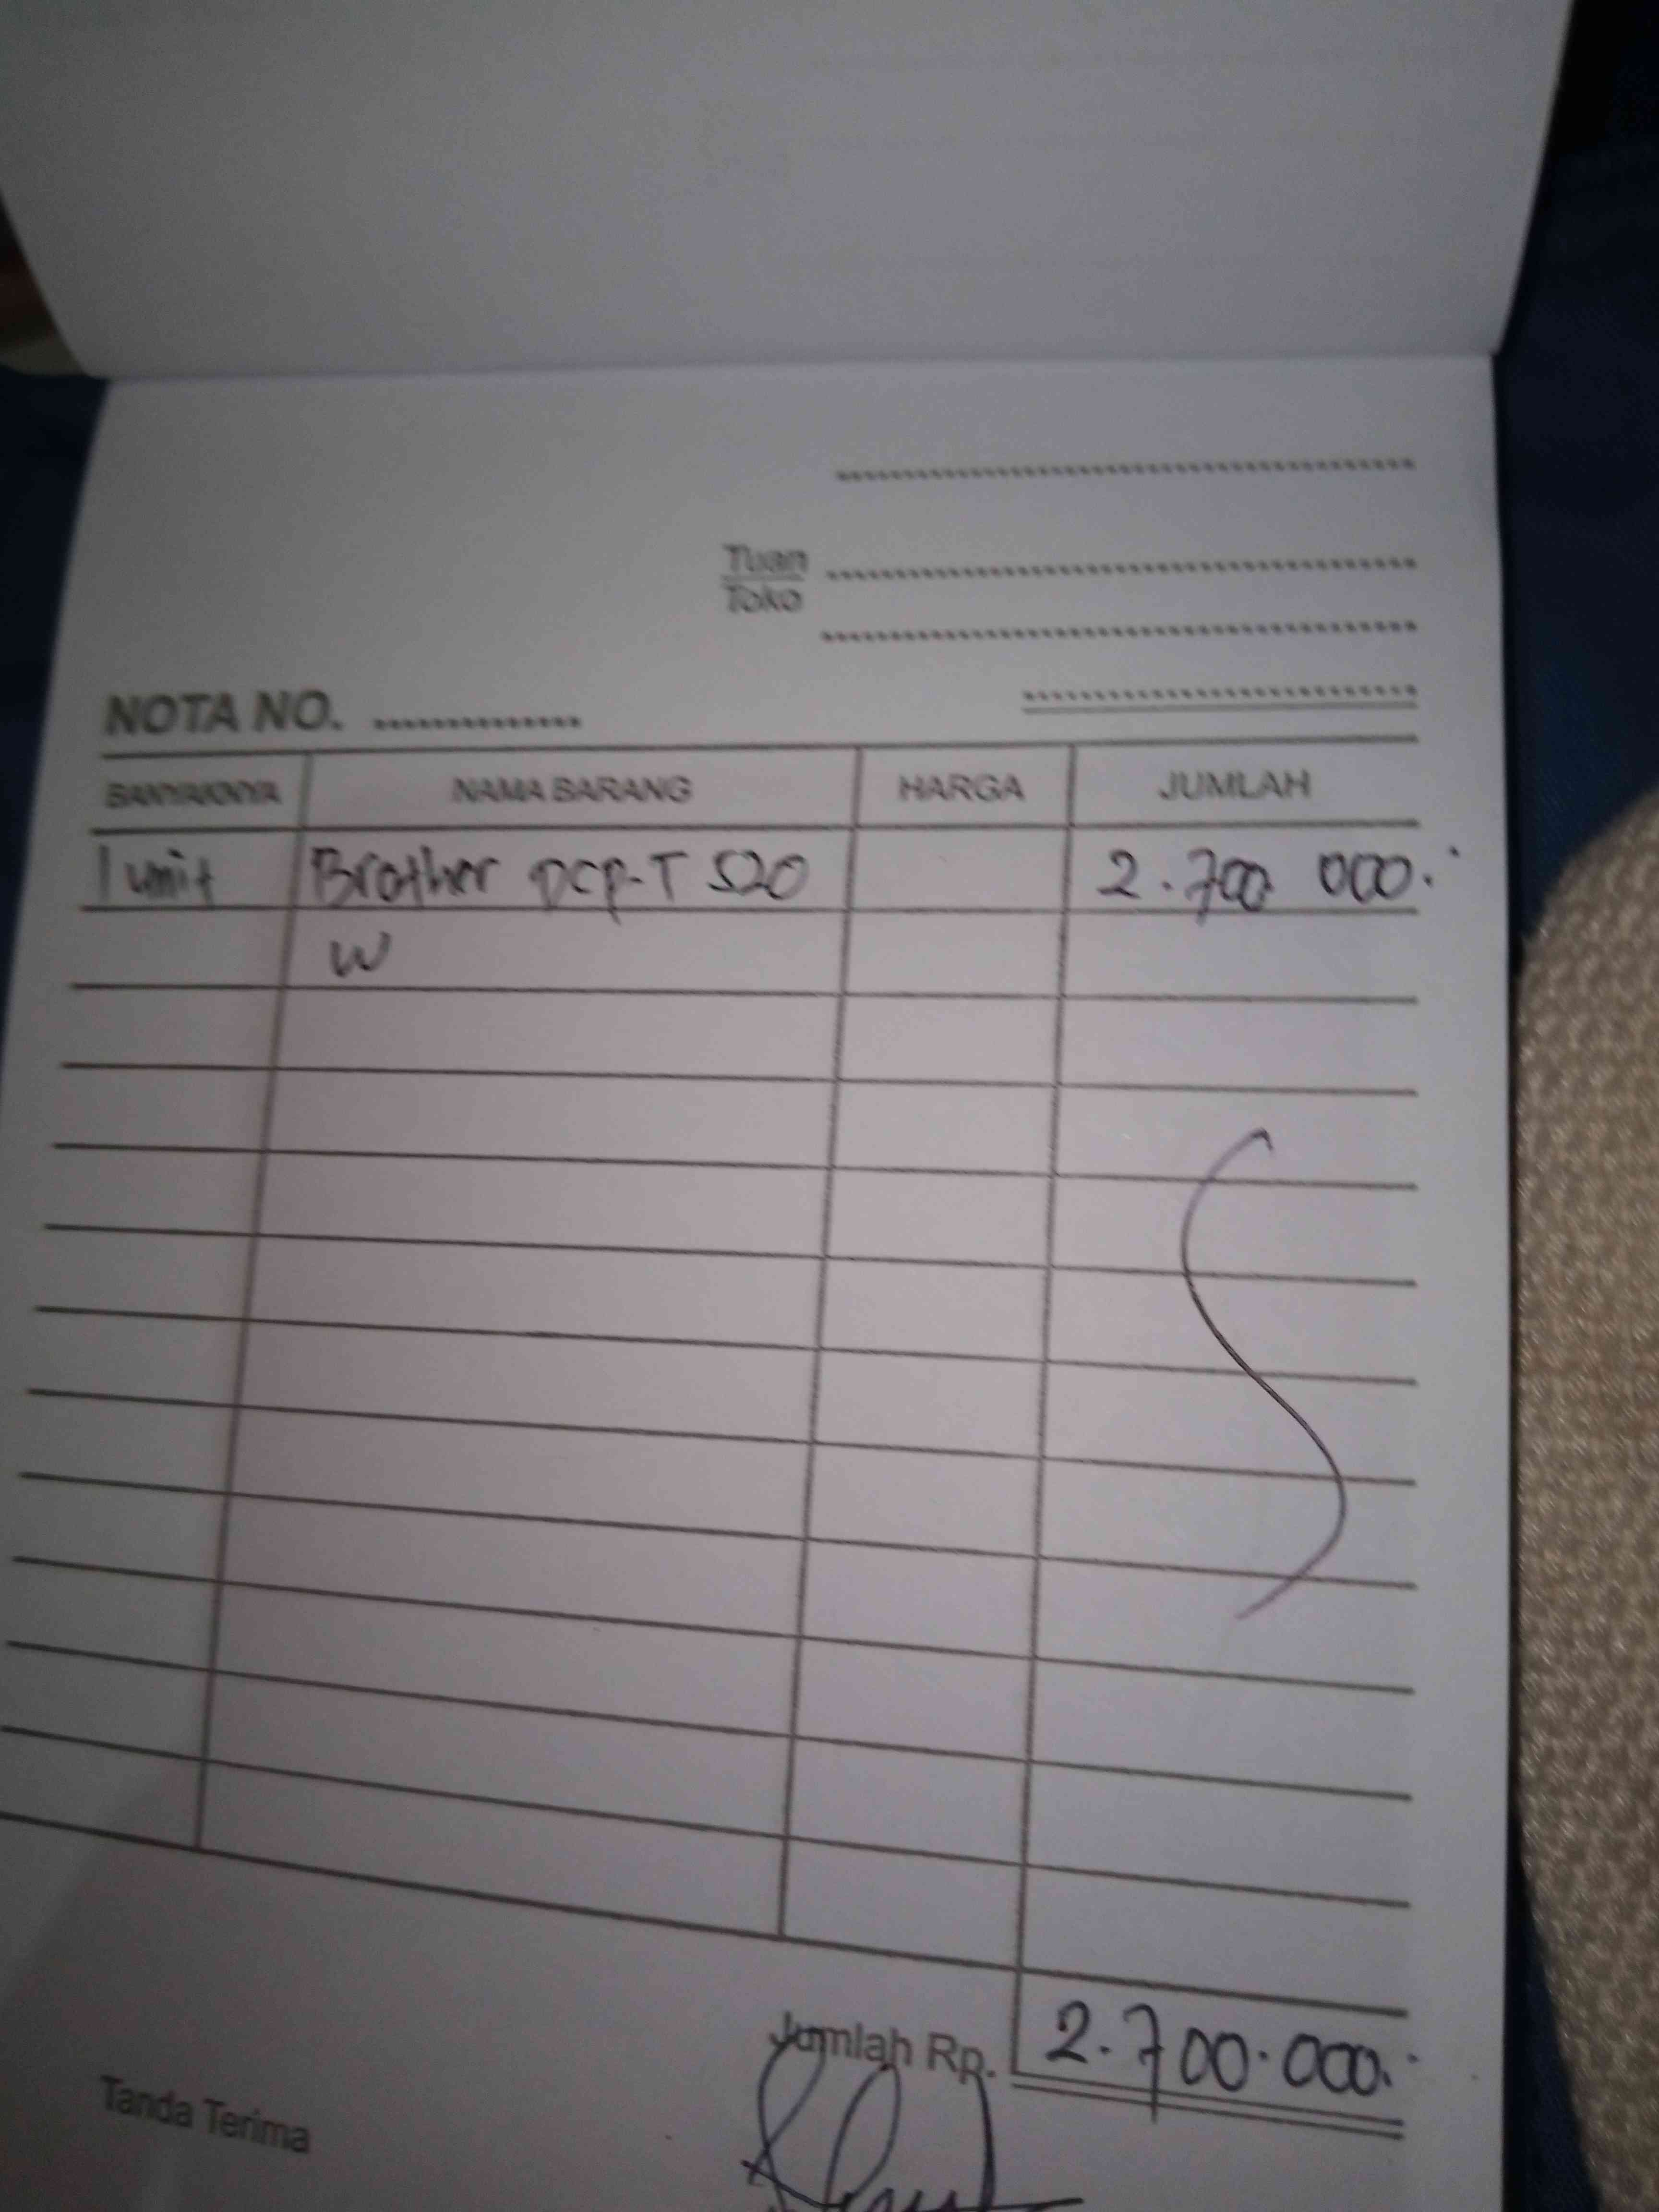 Tuan
Toko
NOTA NO. ..............
BANYAKNYA NAMA BARANG HARGA JUMLAH
1 unit Brother DCP-T 520 2.700 000.
W
Jumlah Rp. 2.700.000.
Tanda Terima